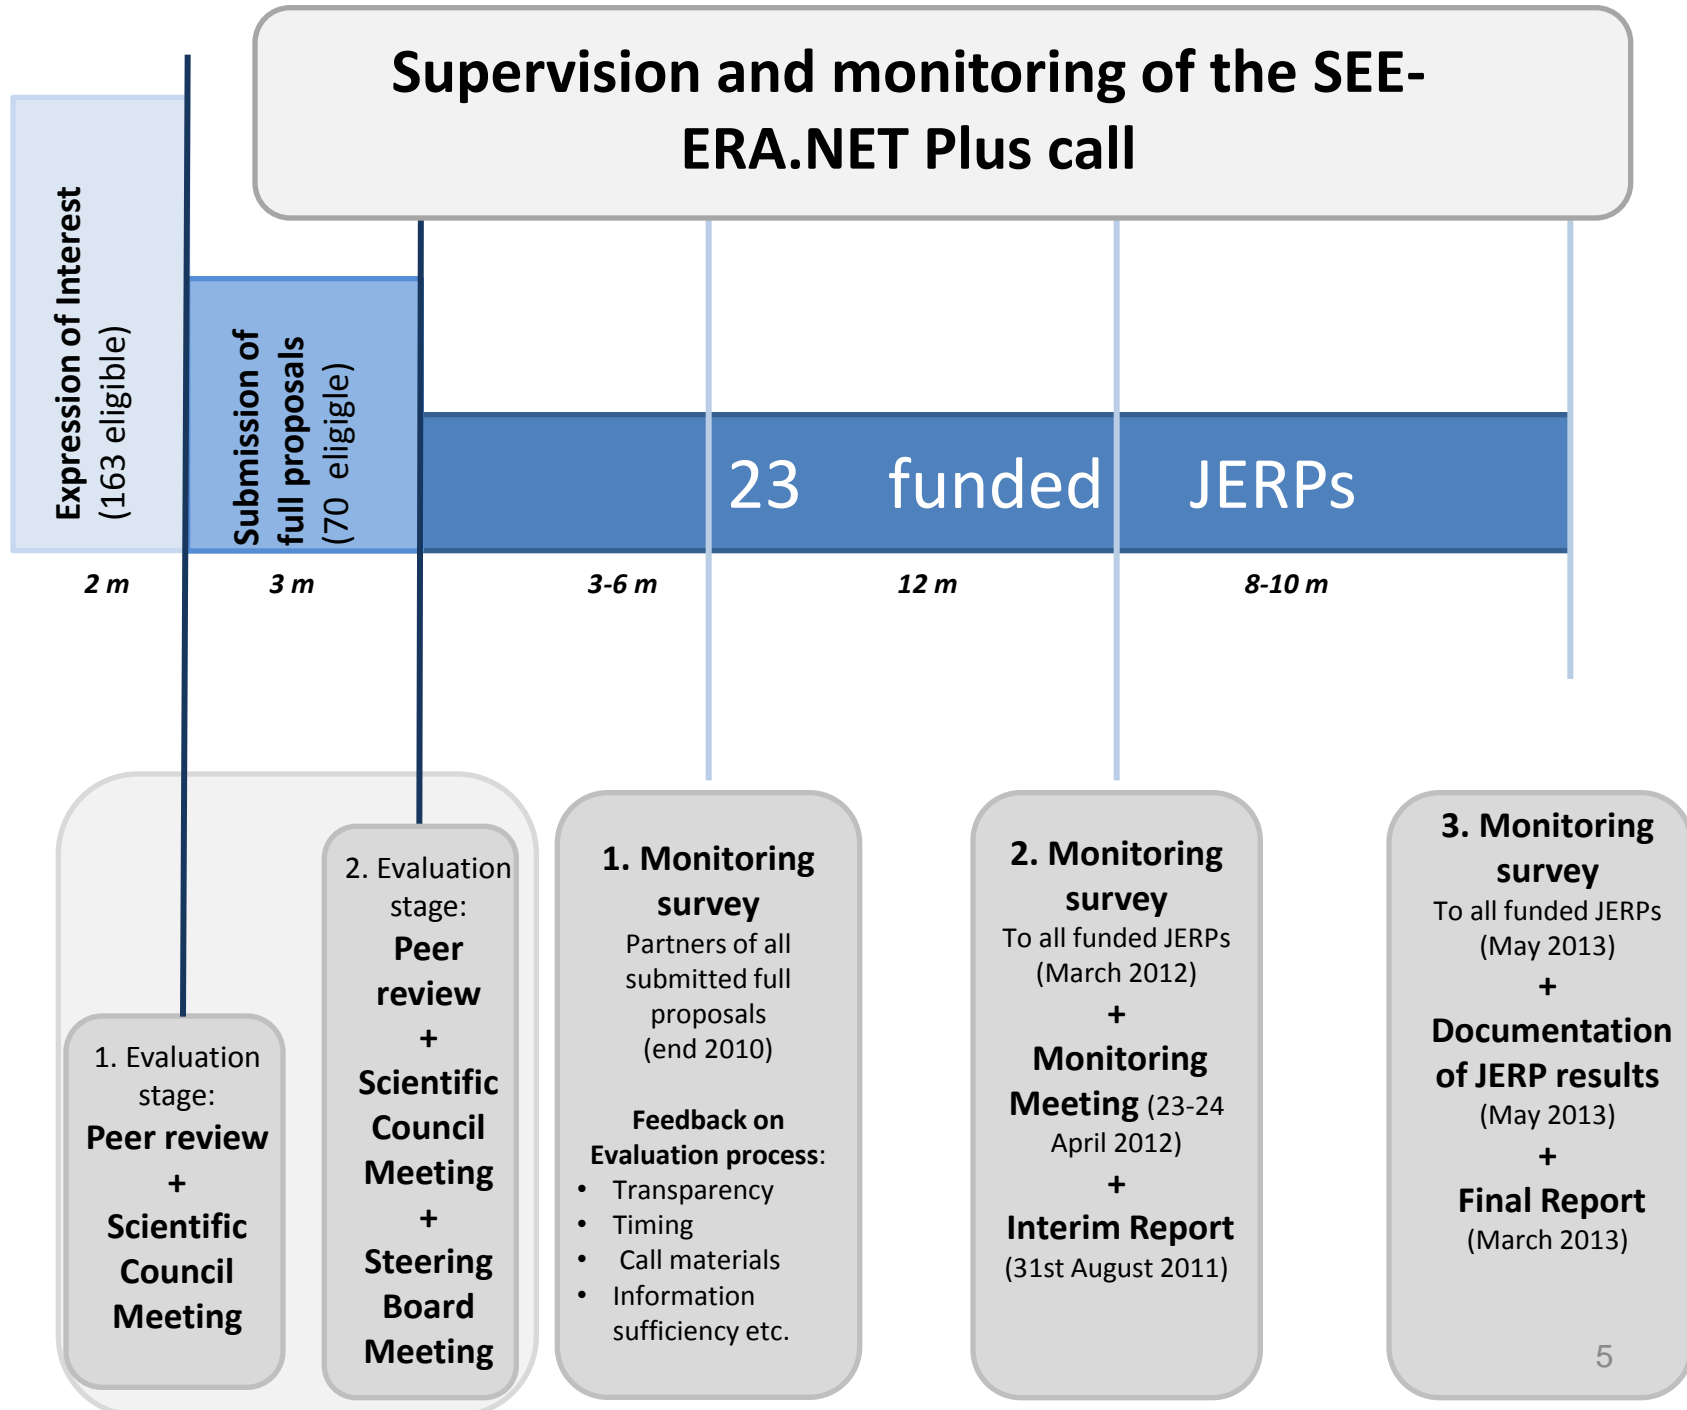 Supervision and monitoring of the SEE-
ERA.NET Plus call
Expression of Interest
(163 eligible)
Submission of
full proposals
(70 eligigle)
23 funded JERPs
2 m
3 m
3-6 m
12 m
8-10 m
1. Evaluation
stage:
Peer review
+
Scientific
Council
Meeting
2. Evaluation
stage:
Peer
review
+
Scientific
Council
Meeting
+
Steering
Board
Meeting
1. Monitoring
survey
Partners of all
submitted full
proposals
(end 2010)
Feedback on
Evaluation process:
• Transparency
• Timing
• Call materials
• Information
sufficiency etc.
2. Monitoring
survey
To all funded JERPs
(March 2012)
+
Monitoring
Meeting (23-24
April 2012)
+
Interim Report
(31st August 2011)
3. Monitoring
survey
To all funded JERPs
(May 2013)
+
Documentation
of JERP results
(May 2013)
+
Final Report
(March 2013)
5